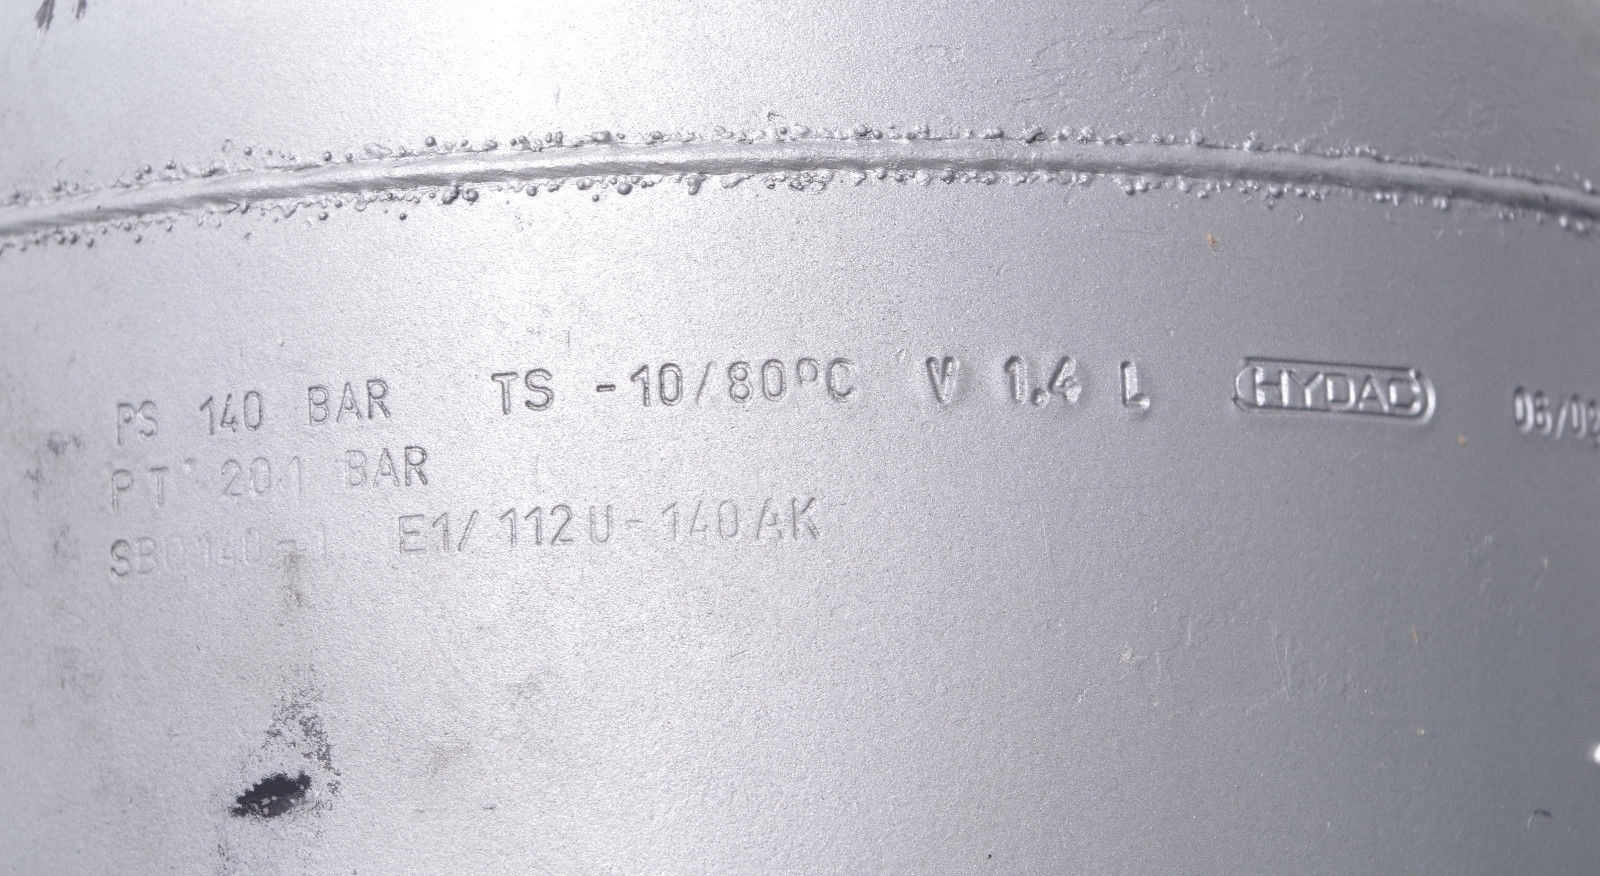 PS 140 BAR TS -10/80°C V 1.4 L HYDAC
PT 201 BAR
E1/112U-140AK